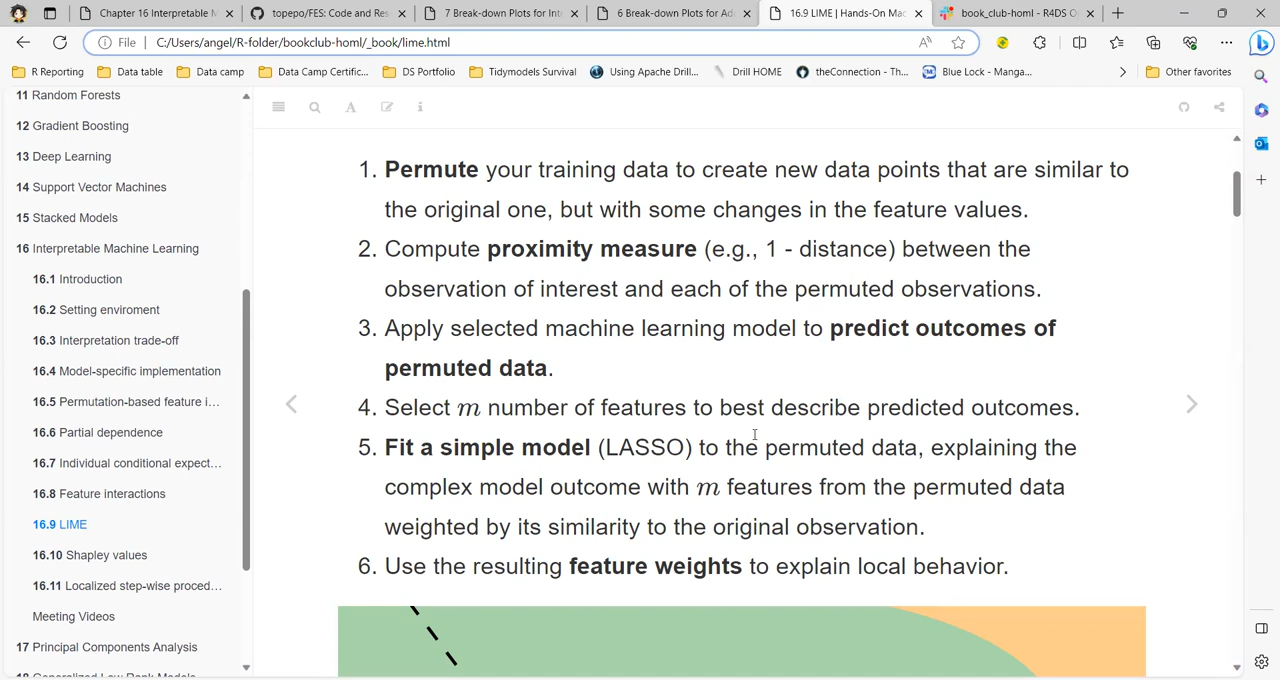 Chapter 16 Interpretable M
topepo/FES: Code and Res
7 Break-down Plots for Int
6 Break-down Plots for Ad
16.9 LIME | Hands-On Mac
book_club-homl - R4DS O
File
C:/Users/angel/R-folder/bookclub-homl/_book/lime.html
R Reporting
Data table
Data camp
Data Camp Certific...
DS Portfolio
Tidymodels Survival
Using Apache Drill...
Drill HOME
theConnection - Th...
Blue Lock - Manga...
Other favorites
11 Random Forests
12 Gradient Boosting
13 Deep Learning
14 Support Vector Machines
15 Stacked Models
16 Interpretable Machine Learning
16.1 Introduction
16.2 Setting enviroment
16.3 Interpretation trade-off
16.4 Model-specific implementation
16.5 Permutation-based feature i...
16.6 Partial dependence
16.7 Individual conditional expect...
16.8 Feature interactions
16.9 LIME
16.10 Shapley values
16.11 Localized step-wise proced...
Meeting Videos
17 Principal Components Analysis
1. Permute your training data to create new data points that are similar to
the original one, but with some changes in the feature values.
2. Compute proximity measure (e.g., 1 - distance) between the
observation of interest and each of the permuted observations.
3. Apply selected machine learning model to predict outcomes of
permuted data.
4. Select m number of features to best describe predicted outcomes.
5. Fit a simple model (LASSO) to the permuted data, explaining the
complex model outcome with m features from the permuted data
weighted by its similarity to the original observation.
6. Use the resulting feature weights to explain local behavior.